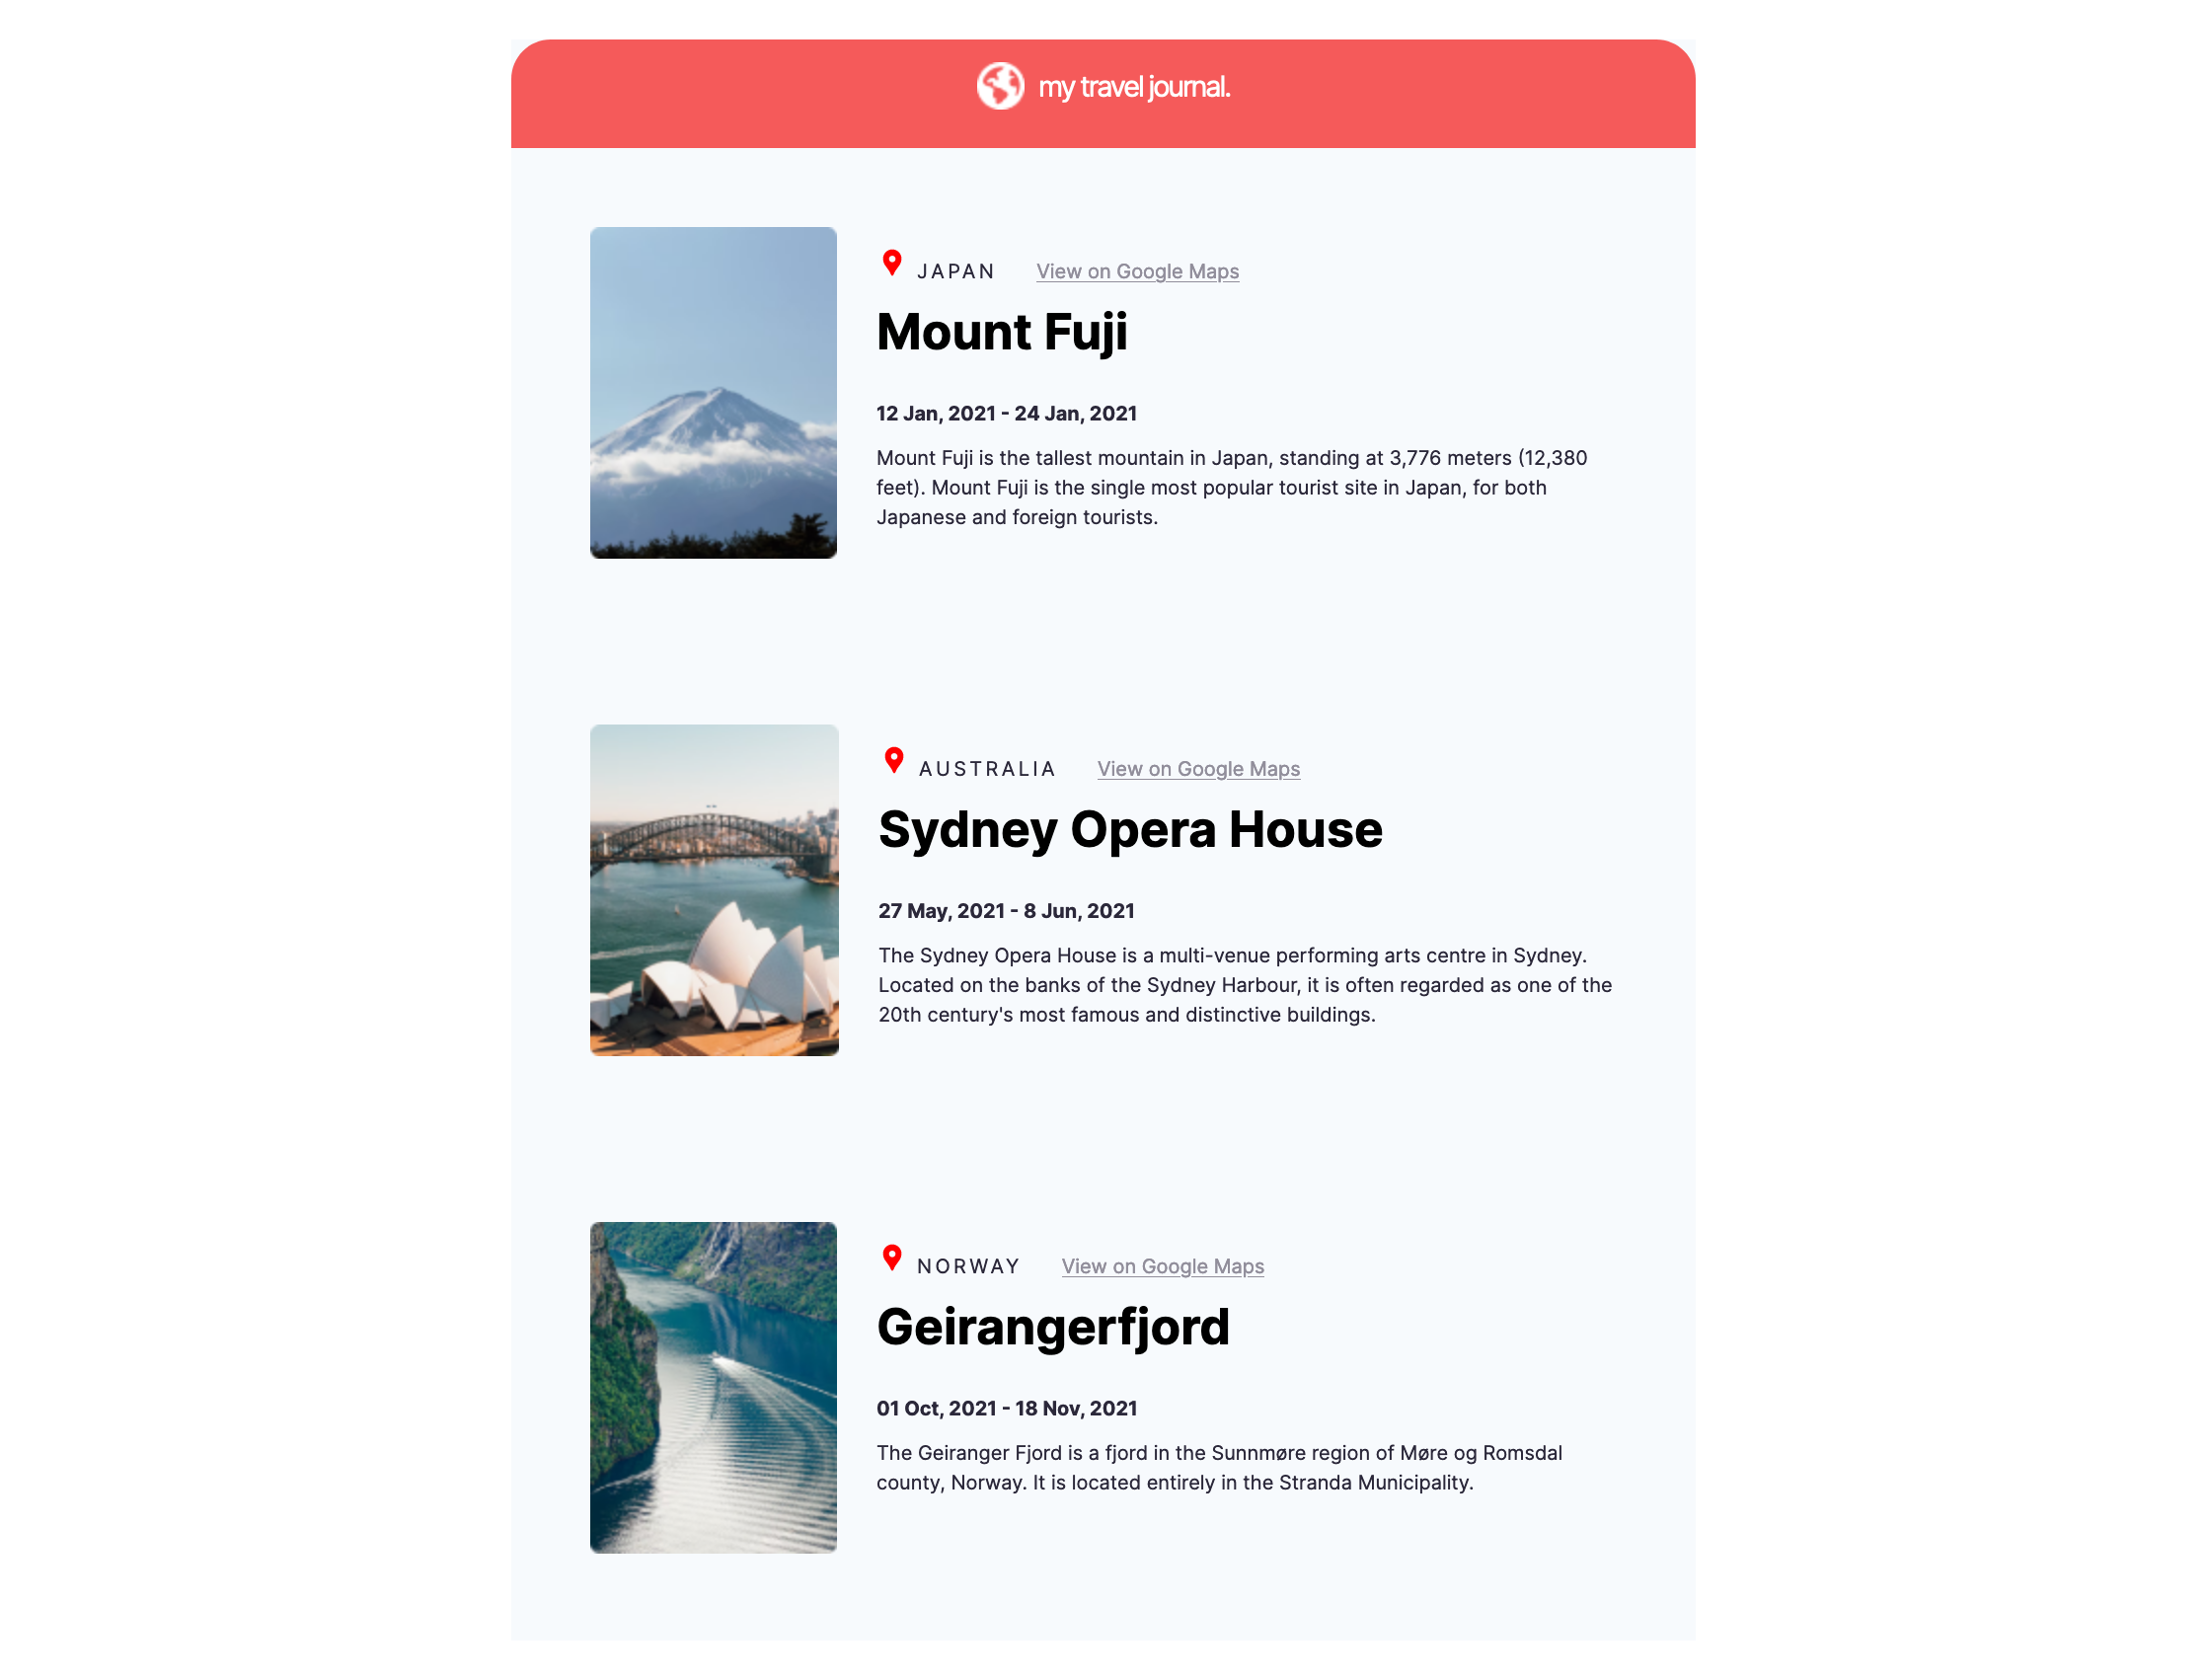 my travel journal.
JAPAN View on Google Maps
Mount Fuji
12 Jan, 2021 - 24 Jan, 2021
Mount Fuji is the tallest mountain in Japan, standing at 3,776 meters (12,380
feet). Mount Fuji is the single most popular tourist site in Japan, for both
Japanese and foreign tourists.
AUSTRALIA View on Google Maps
Sydney Opera House
27 May, 2021 - 8 Jun, 2021
The Sydney Opera House is a multi-venue performing arts centre in Sydney.
Located on the banks of the Sydney Harbour, it is often regarded as one of the
20th century's most famous and distinctive buildings.
NORWAY View on Google Maps
Geirangerfjord
01 Oct, 2021 - 18 Nov, 2021
The Geiranger Fjord is a fjord in the Sunnmøre region of Møre og Romsdal
county, Norway. It is located entirely in the Stranda Municipality.